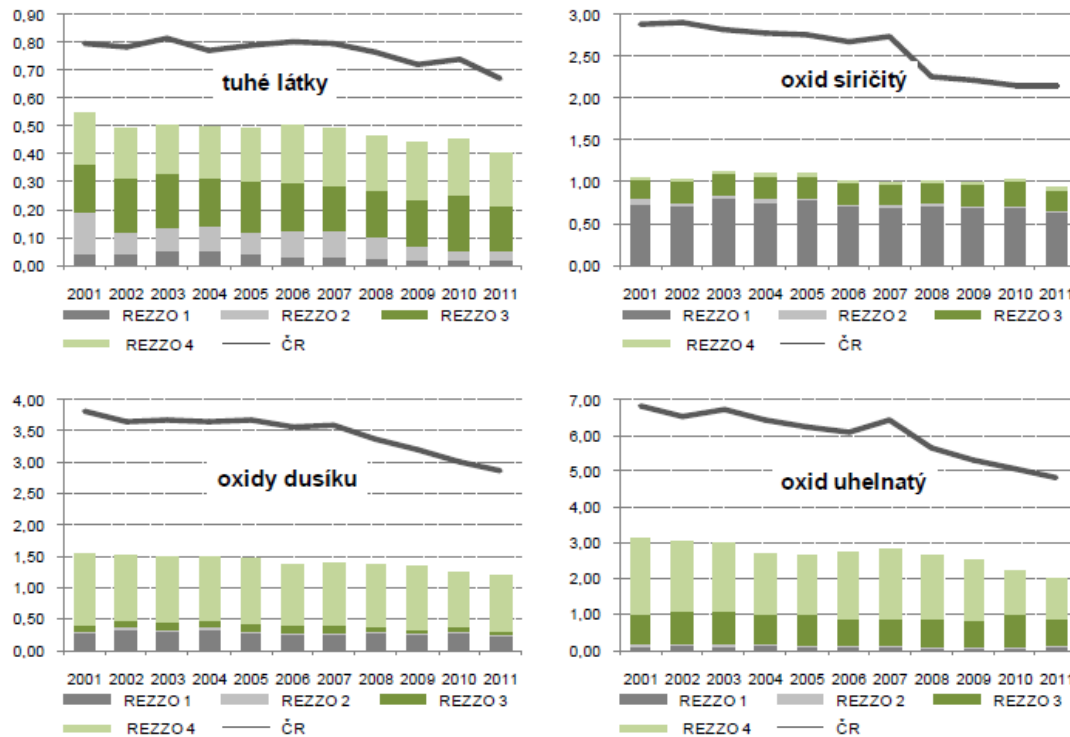 0,90
0,80
0,70
0,60
0,50
0,40
0,30
0,20
0,10
0,00
tuhé látky
2001 2002 2003 2004 2005 2006 2007 2008 2009 2010 2011
REZZO 1 REZZO 2 REZZO 3
REZZO 4 ČR
3,00
2,50
2,00
1,50
1,00
0,50
0,00
oxid siričitý
2001 2002 2003 2004 2005 2006 2007 2008 2009 2010 2011
REZZO 1 REZZO 2 REZZO 3
REZZO 4 ČR
4,00
3,50
3,00
2,50
2,00
1,50
1,00
0,50
0,00
oxidy dusíku
2001 2002 2003 2004 2005 2006 2007 2008 2009 2010 2011
REZZO 1 REZZO 2 REZZO 3
REZZO 4 ČR
7,00
6,00
5,00
4,00
3,00
2,00
1,00
0,00
oxid uhelnatý
2001 2002 2003 2004 2005 2006 2007 2008 2009 2010 2011
REZZO 1 REZZO 2 REZZO 3
REZZO 4 ČR